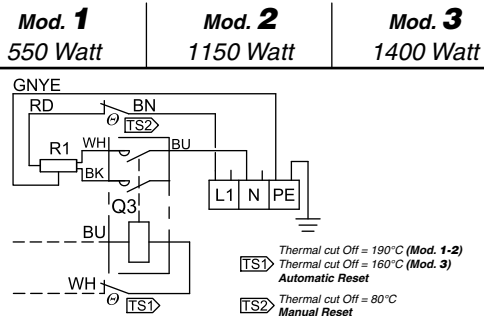 Mod. 1 Mod. 2 Mod. 3
550 Watt 1150 Watt 1400 Watt
GNYE
RD BN
Θ TS2
R1 WH BU
BK
L1 N PE
Q3
BU
Thermal cut Off = 190°C (Mod. 1-2)
TS1 Thermal cut Off = 160°C (Mod. 3)
Automatic Reset
WH
Θ TS1
TS2 Thermal cut Off = 80°C
Manual Reset